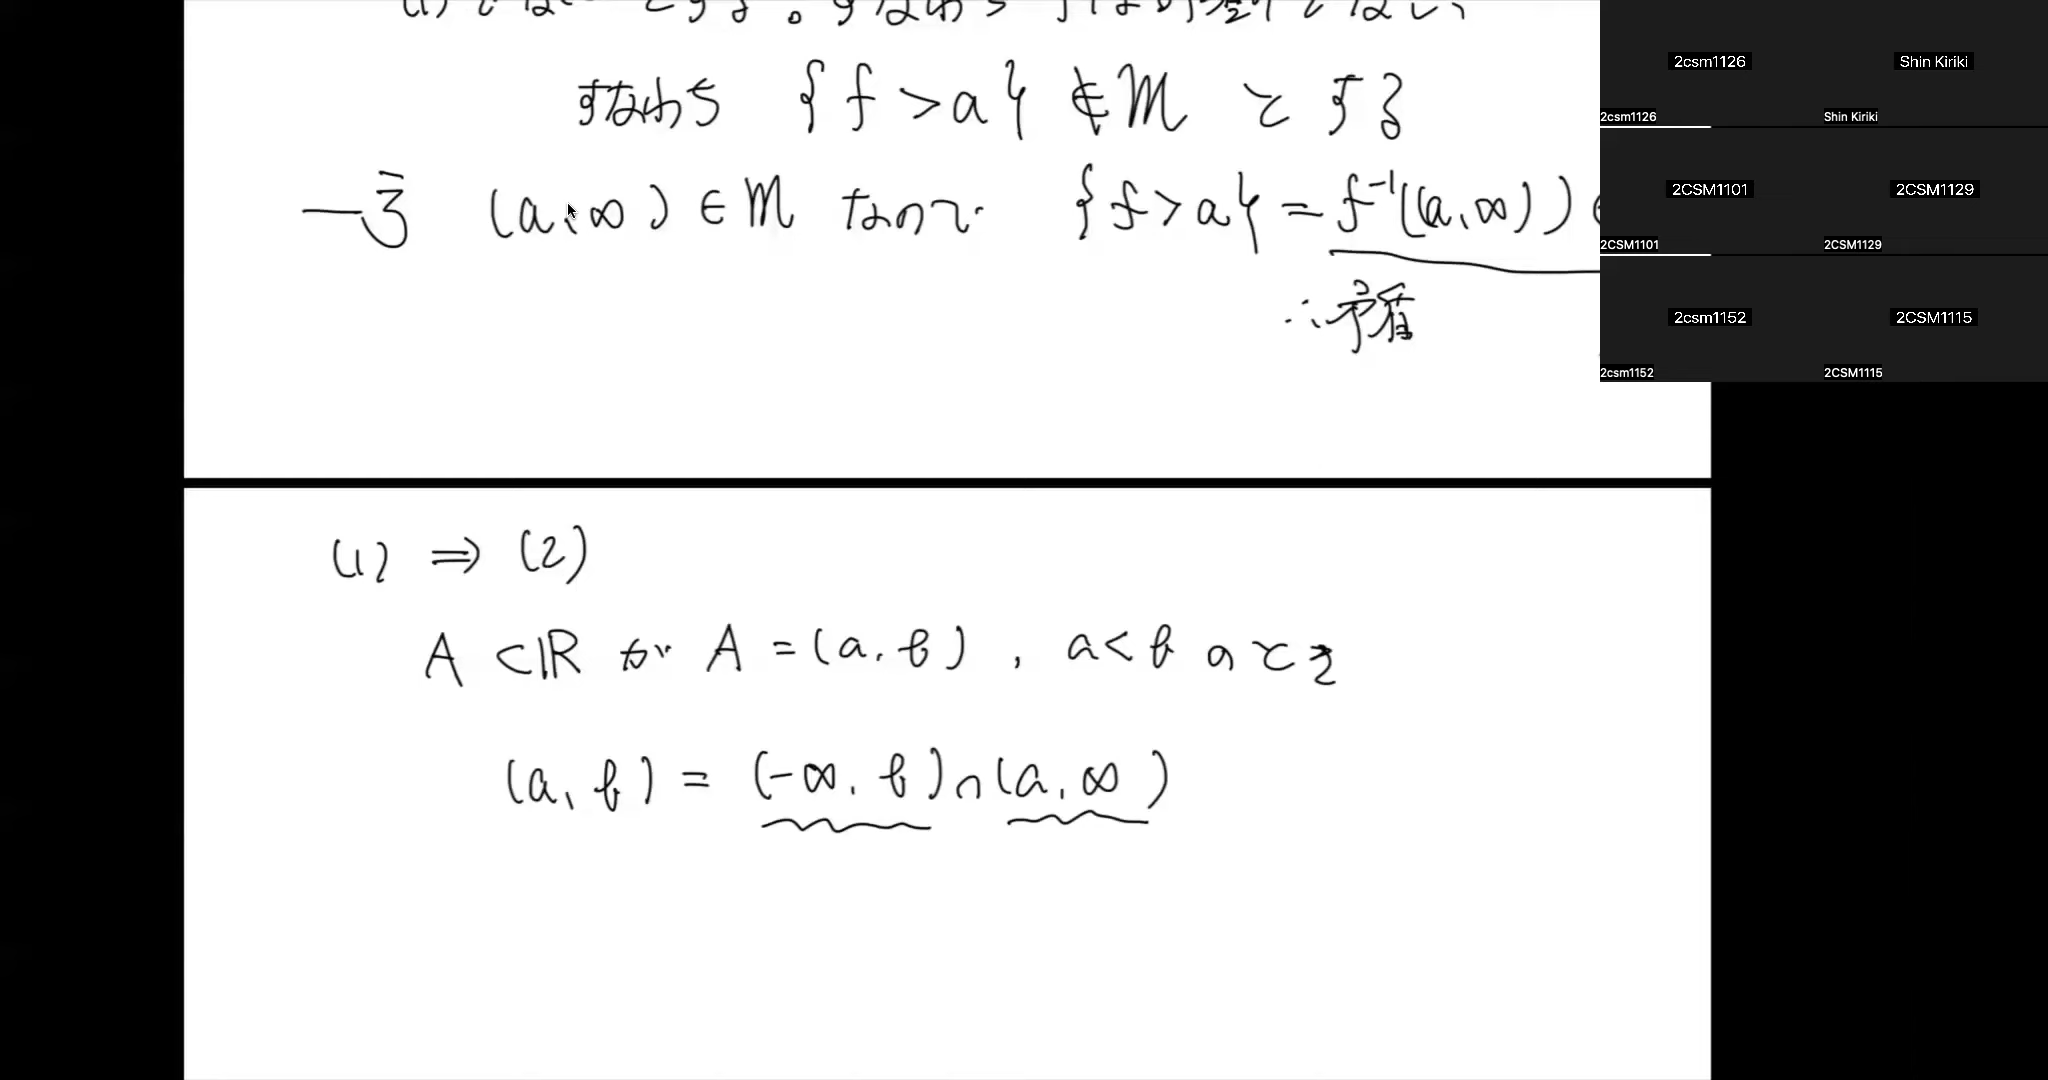 すなわち {f > a} ∉ M とする
一方 (a, ∞) ∈ M なので {f > a} = f⁻¹((a, ∞))
∴ 矛盾
(1) ⇒ (2)
A ⊂ ℝ が A = (a, b), a < b のとき
(a, b) = (-∞, b) ∩ (a, ∞)
2csm1126
Shin Kiriki
2csm1126
Shin Kiriki
2CSM1101
2CSM1129
2CSM1101
2CSM1129
2csm1152
2CSM1115
2csm1152
2CSM1115